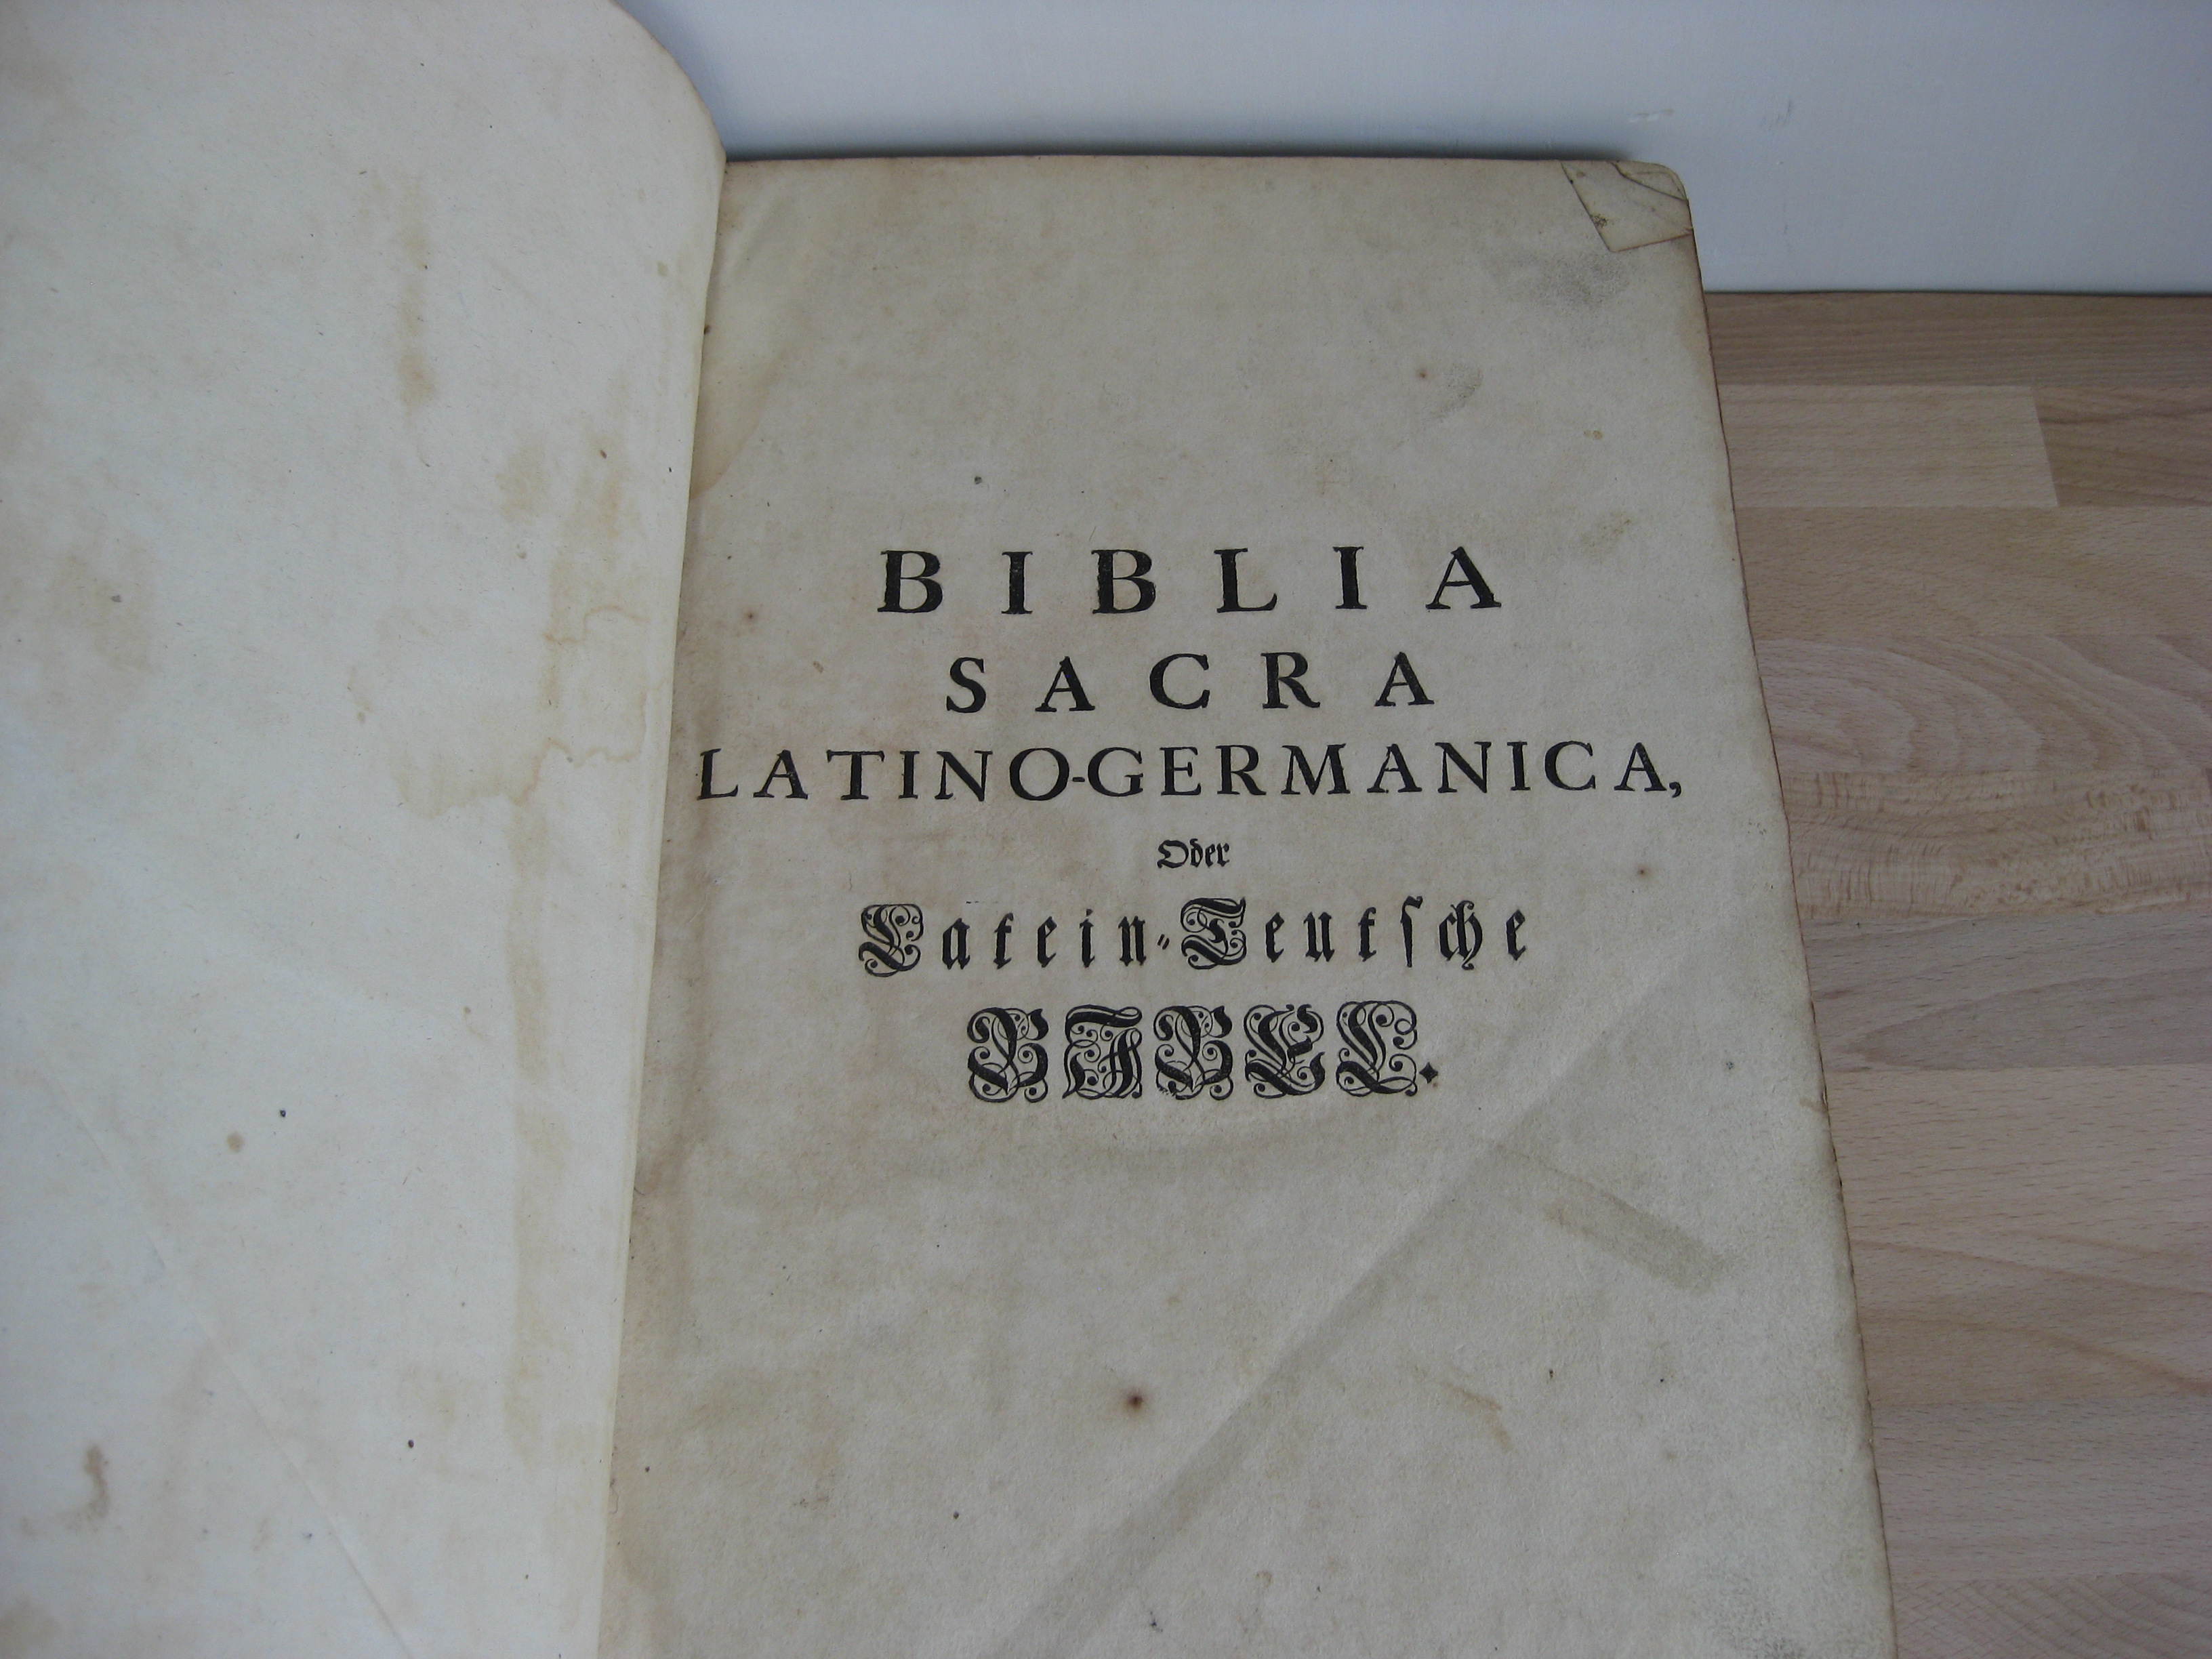 BIBLIA
SACRA
LATINO-GERMANICA,
Oder
Latein-Teutſche
BIBEL.